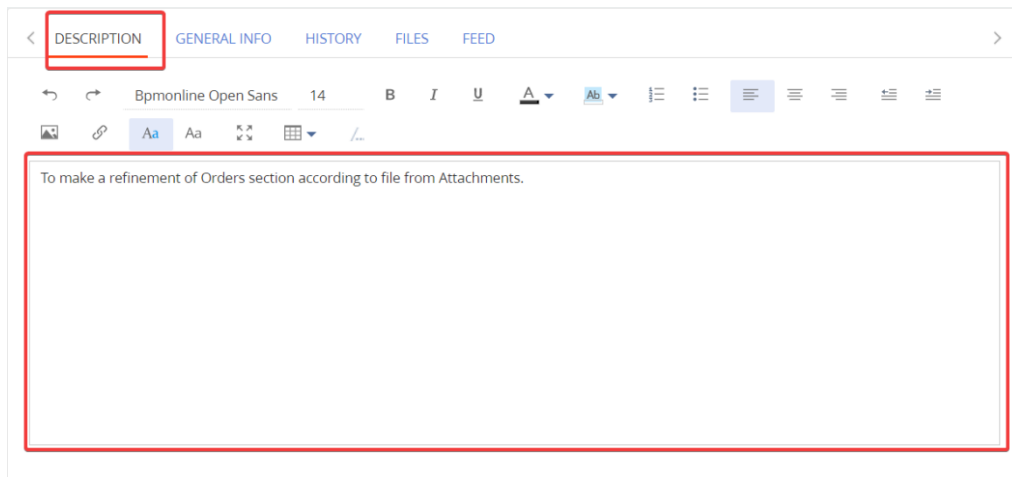 DESCRIPTION GENERAL INFO HISTORY FILES FEED
Bpmonline Open Sans 14 B I U A Ab
Aa Aa
To make a refinement of Orders section according to file from Attachments.